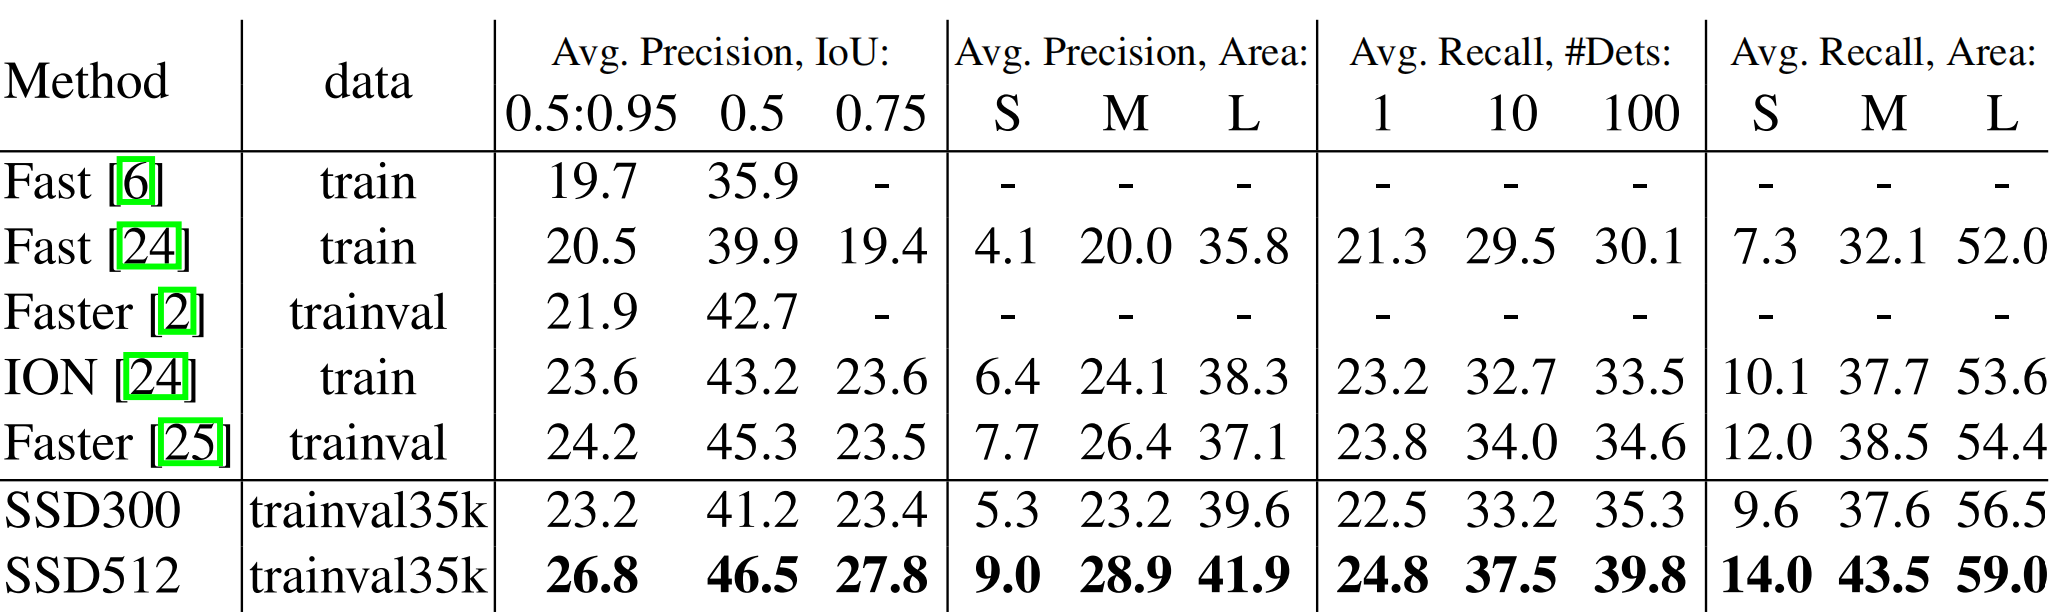 Method data Avg. Precision, IoU: Avg. Precision, Area: Avg. Recall, #Dets: Avg. Recall, Area:
0.5:0.95 0.5 0.75 S M L 1 10 100 S M L
Fast [6] train 19.7 35.9 - - - - - - - - - -
Fast [24] train 20.5 39.9 19.4 4.1 20.0 35.8 21.3 29.5 30.1 7.3 32.1 52.0
Faster [2] trainval 21.9 42.7 - - - - - - - - - -
ION [24] train 23.6 43.2 23.6 6.4 24.1 38.3 23.2 32.7 33.5 10.1 37.7 53.6
Faster [25] trainval 24.2 45.3 23.5 7.7 26.4 37.1 23.8 34.0 34.6 12.0 38.5 54.4
SSD300 trainval35k 23.2 41.2 23.4 5.3 23.2 39.6 22.5 33.2 35.3 9.6 37.6 56.5
SSD512 trainval35k 26.8 46.5 27.8 9.0 28.9 41.9 24.8 37.5 39.8 14.0 43.5 59.0